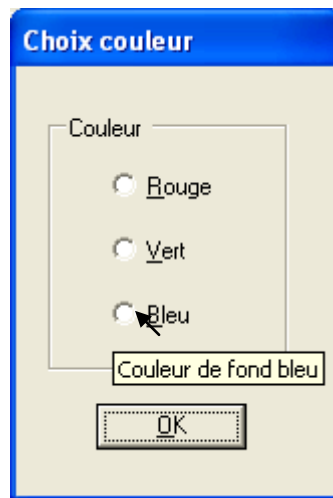 Choix couleur
Couleur
Rouge
Vert
Bleu
Couleur de fond bleu
OK